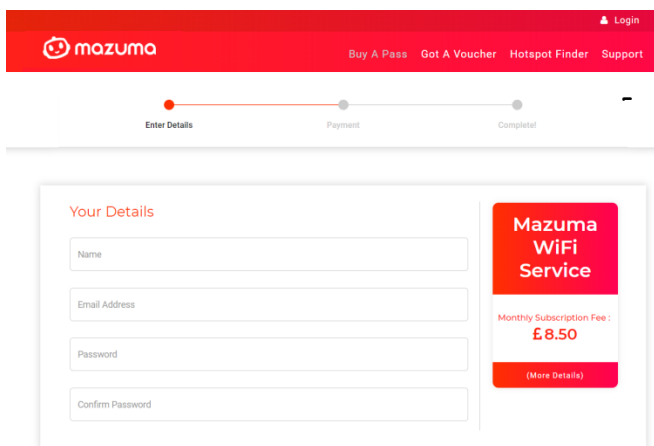 Login
mazuma
Buy A Pass Got A Voucher Hotspot Finder Support
Enter Details Payment Complete!
Your Details
Name
Email Address
Password
Confirm Password
Mazuma
WiFi
Service
Monthly Subscription Fee :
£8.50
(More Details)